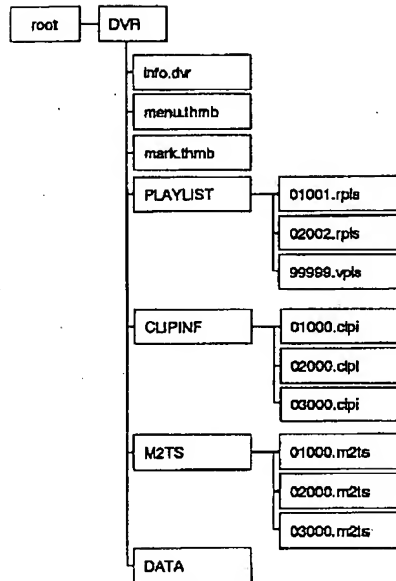 root DVR
info.dvr
menu.thmb
mark.thmb
PLAYLIST 01001.rpls
02002.rpls
99999.vpls
CLIPINF 01000.clpi
02000.clpi
03000.clpi
M2TS 01000.m2ts
02000.m2ts
03000.m2ts
DATA